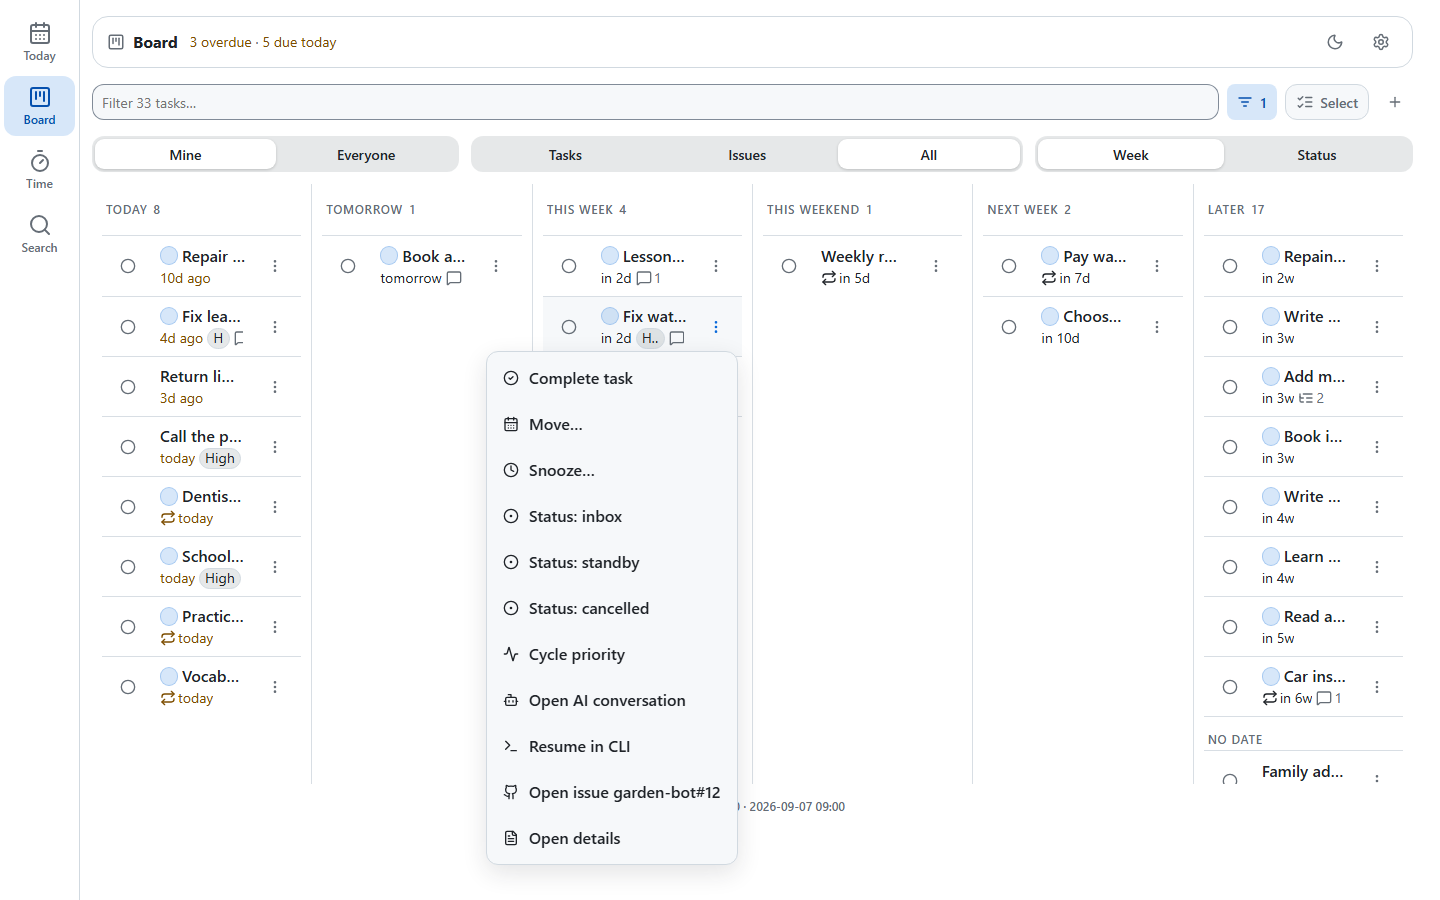 Today
Board
Time
Search
Board 3 overdue · 5 due today
Filter 33 tasks...
1
Select
Mine
Everyone
Tasks
Issues
All
Week
Status
TODAY 8
Repair ...
10d ago
Fix lea...
4d ago H
Return li...
3d ago
Call the p...
today High
Dentis...
today
School...
today High
Practic...
today
Vocab...
today
TOMORROW 1
Book a...
tomorrow
THIS WEEK 4
Lesson...
in 2d 1
Fix wat...
in 2d H..
Complete task
Move...
Snooze...
Status: inbox
Status: standby
Status: cancelled
Cycle priority
Open AI conversation
Resume in CLI
Open issue garden-bot#12
Open details
THIS WEEKEND 1
Weekly r...
in 5d
NEXT WEEK 2
Pay wa...
in 7d
Choos...
in 10d
LATER 17
Repain...
in 2w
Write ...
in 3w
Add m...
in 3w 2
Book i...
in 3w
Write ...
in 4w
Learn ...
in 4w
Read a...
in 5w
Car ins...
in 6w 1
NO DATE
Family ad...
· 2026-09-07 09:00